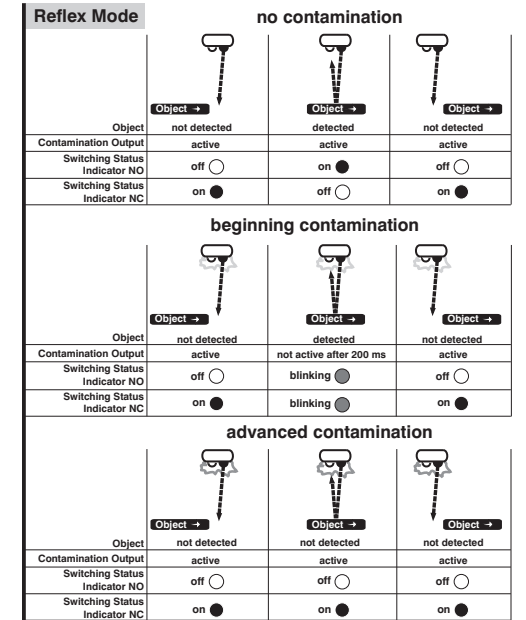 Reflex Mode
no contamination
Object → Object → Object →
Object not detected detected not detected
Contamination Output active active active
Switching Status
Indicator NO off on off
Switching Status
Indicator NC on off on
beginning contamination
Object → Object → Object →
Object not detected detected not detected
Contamination Output active not active after 200 ms active
Switching Status
Indicator NO off blinking off
Switching Status
Indicator NC on blinking on
advanced contamination
Object → Object → Object →
Object not detected not detected not detected
Contamination Output active active active
Switching Status
Indicator NO off off off
Switching Status
Indicator NC on on on